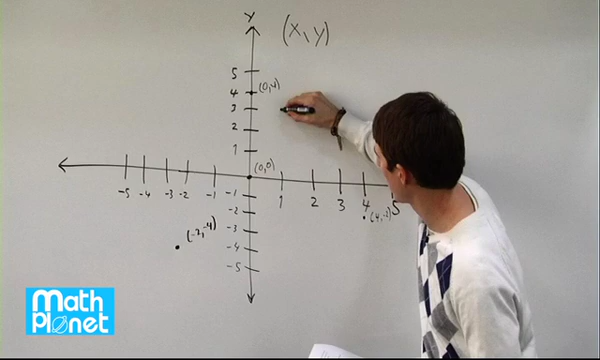 Y
(X,Y)
5
4
(0,4)
3
2
1
(0,0)
-5 -4 -3 -2 -1
1 2 3 4 5
-1
-2
-3
-4
-5
(-2,-4)
Math
Planet